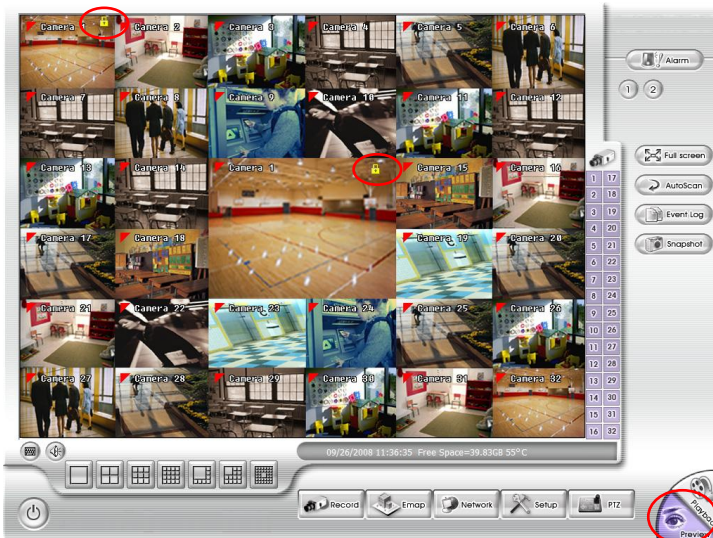 Camera
Camera 2
Camera 3
Camera 4
Camera 5
Camera 6
Alarm
1 2
Camera 7
Camera 8
Camera 9
Camera 10
Camera 11
Camera 12
Camera 13
Camera 14
Camera 1
Camera 15
Camera 16
Full screen
AutoScan
Event Log
Snapshot
Camera 17
Camera 18
Camera 19
Camera 20
Camera 21
Camera 22
Camera 23
Camera 24
Camera 25
Camera 26
Camera 27
Camera 28
Camera 29
Camera 30
Camera 31
Camera 32
1 17
2 18
3 19
4 20
5 21
6 22
7 23
8 24
9 25
10 26
11 27
12 28
13 29
14 30
15 31
16 32
09/26/2008 11:36:35 Free Space=39.83GB 55°C
Record
Emap
Network
Setup
PTZ
Playback
Preview